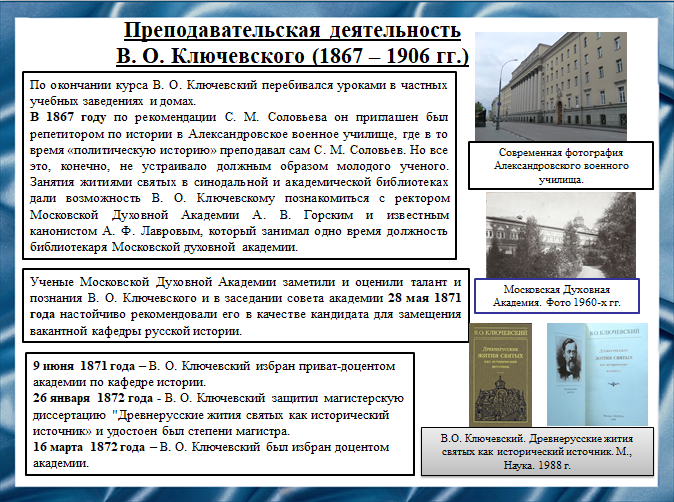 Преподавательская деятельность
В. О. Ключевского (1867 – 1906 гг.)
По окончании курса В. О. Ключевский перебивался уроками в частных
учебных заведениях и домах.
В 1867 году по рекомендации С. М. Соловьева он приглашен был
репетитором по истории в Александровское военное училище, где в то
время «политическую историю» преподавал сам С. М. Соловьев. Но все
это, конечно, не устраивало должным образом молодого ученого.
Занятия житиями святых в синодальной и академической библиотеках
дали возможность В. О. Ключевскому познакомиться с ректором
Московской Духовной Академии А. В. Горским и известным
канонистом А. Ф. Лавровым, который занимал одно время должность
библиотекаря Московской духовной академии.
Ученые Московской Духовной Академии заметили и оценили талант и
познания В. О. Ключевского и в заседании совета академии 28 мая 1871
года настойчиво рекомендовали его в качестве кандидата для замещения
вакантной кафедры русской истории.
9 июня 1871 года – В. О. Ключевский избран приват-доцентом
академии по кафедре истории.
26 января 1872 года - В. О. Ключевский защитил магистерскую
диссертацию "Древнерусские жития святых как исторический
источник» и удостоен был степени магистра.
16 марта 1872 года – В. О. Ключевский был избран доцентом
академии.
Современная фотография
Александровского военного
училища.
Московская Духовная
Академия. Фото 1960-х гг.
В.О. КЛЮЧЕВСКИЙ
ДРЕВНЕРУССКИЕ
ЖИТИЯ СВЯТЫХ
КАК ИСТОРИЧЕСКИЙ
ИСТОЧНИК
В.О. КЛЮЧЕВСКИЙ
ДРЕВНЕРУССКИЕ
ЖИТИЯ СВЯТЫХ
КАК ИСТОРИЧЕСКИЙ
ИСТОЧНИК
В.О. Ключевский. Древнерусские жития
святых как исторический источник. М.,
Наука. 1988 г.